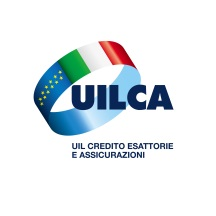 UILCA
UIL CREDITO ESATTORIE
E ASSICURAZIONI